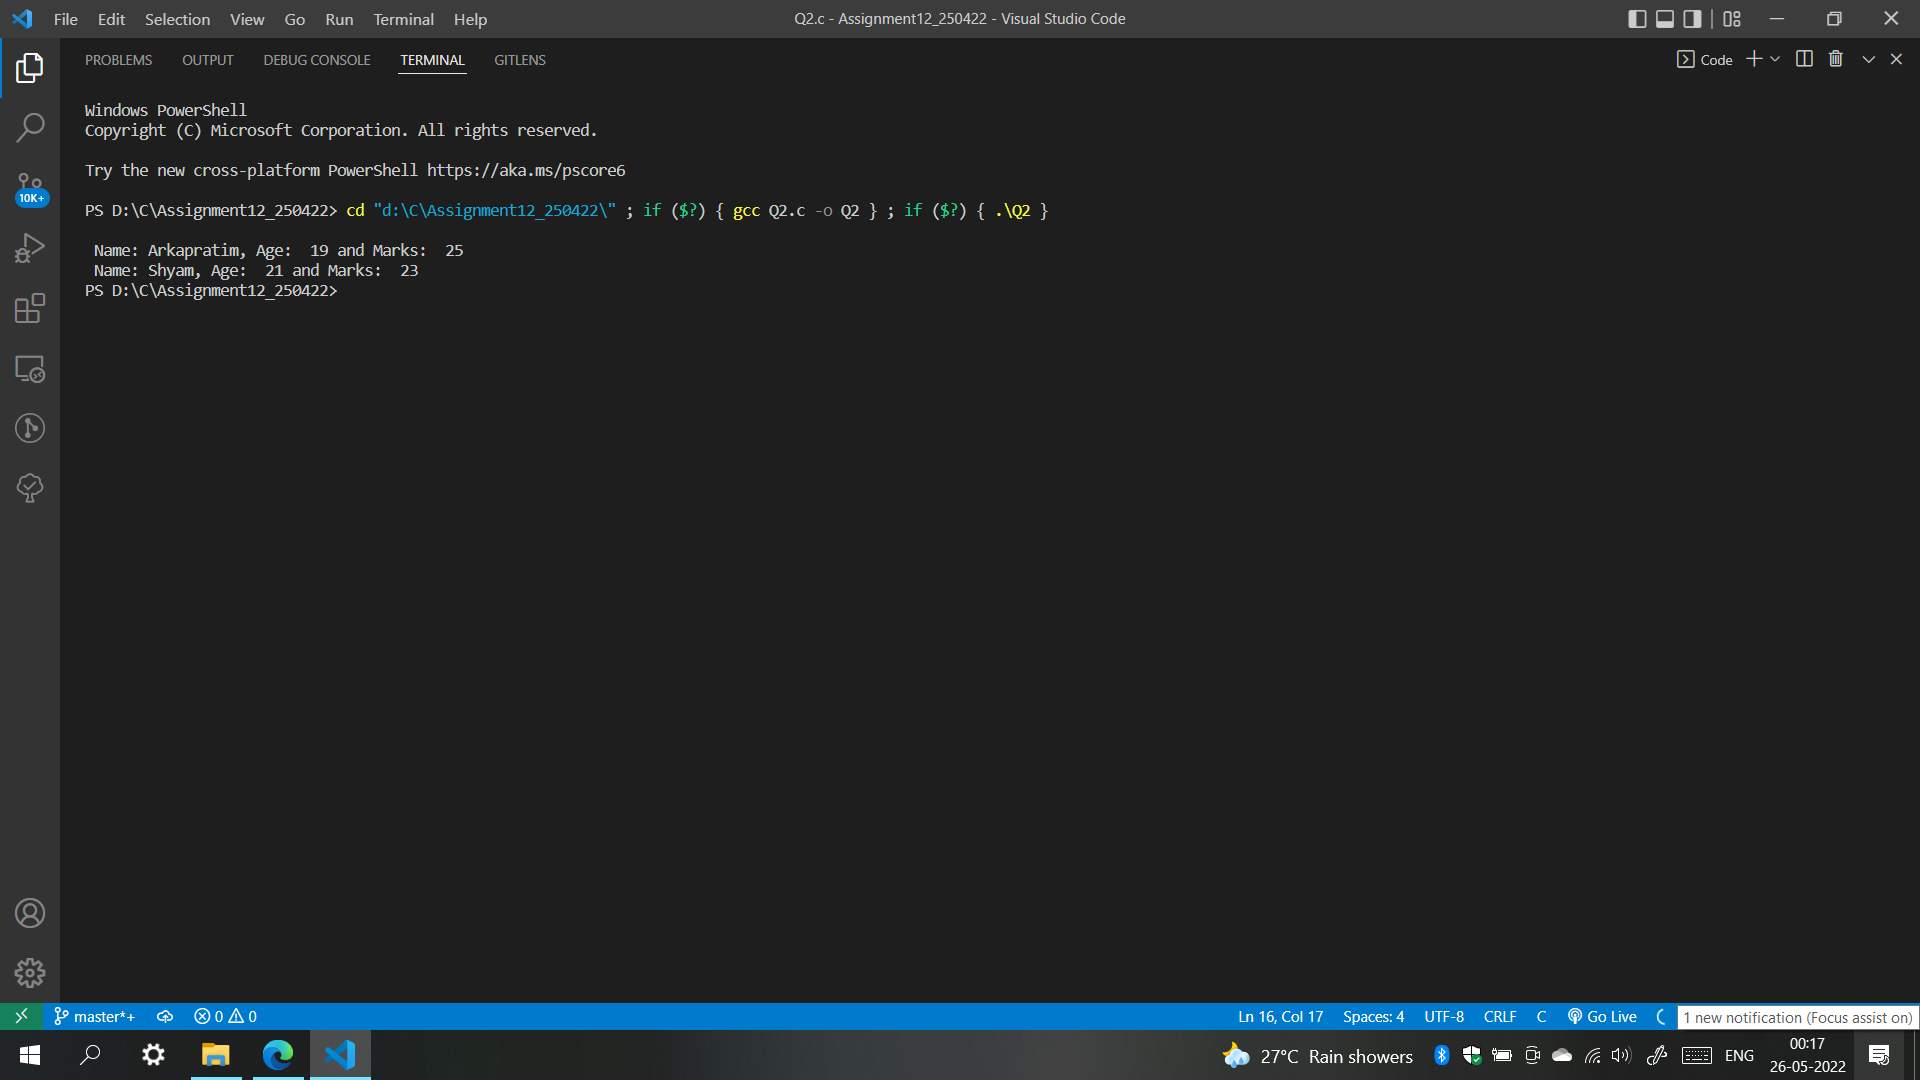 File Edit Selection View Go Run Terminal Help
Q2.c - Assignment12_250422 - Visual Studio Code
PROBLEMS OUTPUT DEBUG CONSOLE TERMINAL GITLENS
Code
Windows PowerShell
Copyright (C) Microsoft Corporation. All rights reserved.
Try the new cross-platform PowerShell https://aka.ms/pscore6
10K+
PS D:\C\Assignment12_250422> cd "d:\C\Assignment12_250422\" ; if ($?) { gcc Q2.c -o Q2 } ; if ($?) { .\Q2 }
Name: Arkapratim, Age:  19 and Marks:  25
Name: Shyam, Age:  21 and Marks:  23
PS D:\C\Assignment12_250422>
master*+ 0 0
Ln 16, Col 17 Spaces: 4 UTF-8 CRLF C Go Live
1 new notification (Focus assist on)
27°C Rain showers
ENG
00:17
26-05-2022